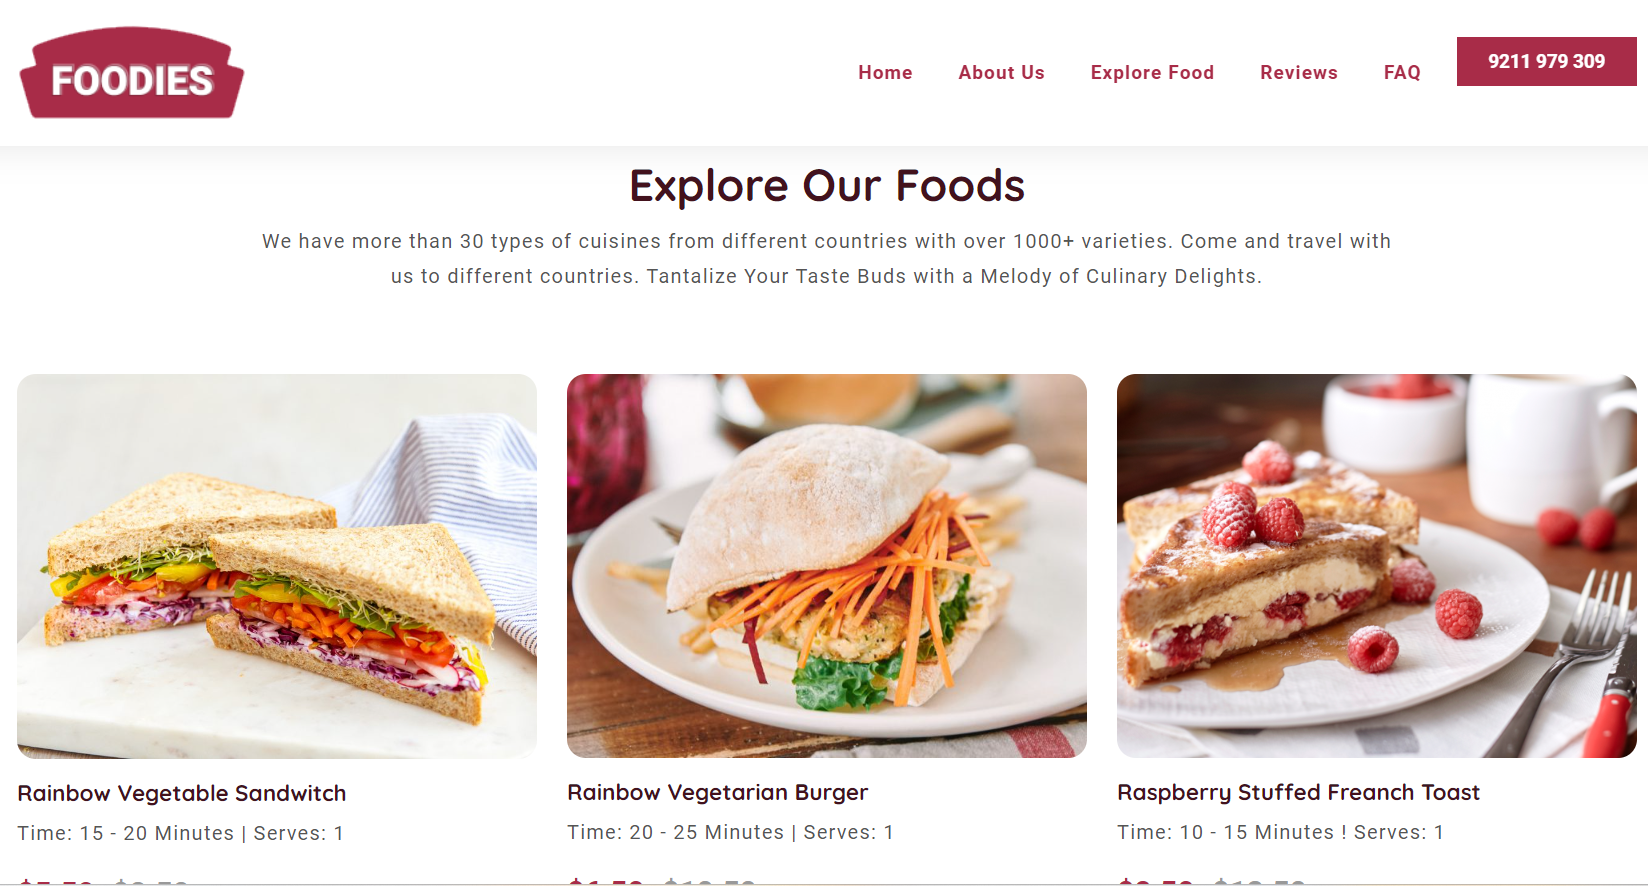 FOODIES
Home About Us Explore Food Reviews FAQ 9211 979 309
Explore Our Foods
We have more than 30 types of cuisines from different countries with over 1000+ varieties. Come and travel with
us to different countries. Tantalize Your Taste Buds with a Melody of Culinary Delights.
Rainbow Vegetable Sandwitch
Time: 15 - 20 Minutes | Serves: 1
Rainbow Vegetarian Burger
Time: 20 - 25 Minutes | Serves: 1
Raspberry Stuffed Freanch Toast
Time: 10 - 15 Minutes ! Serves: 1